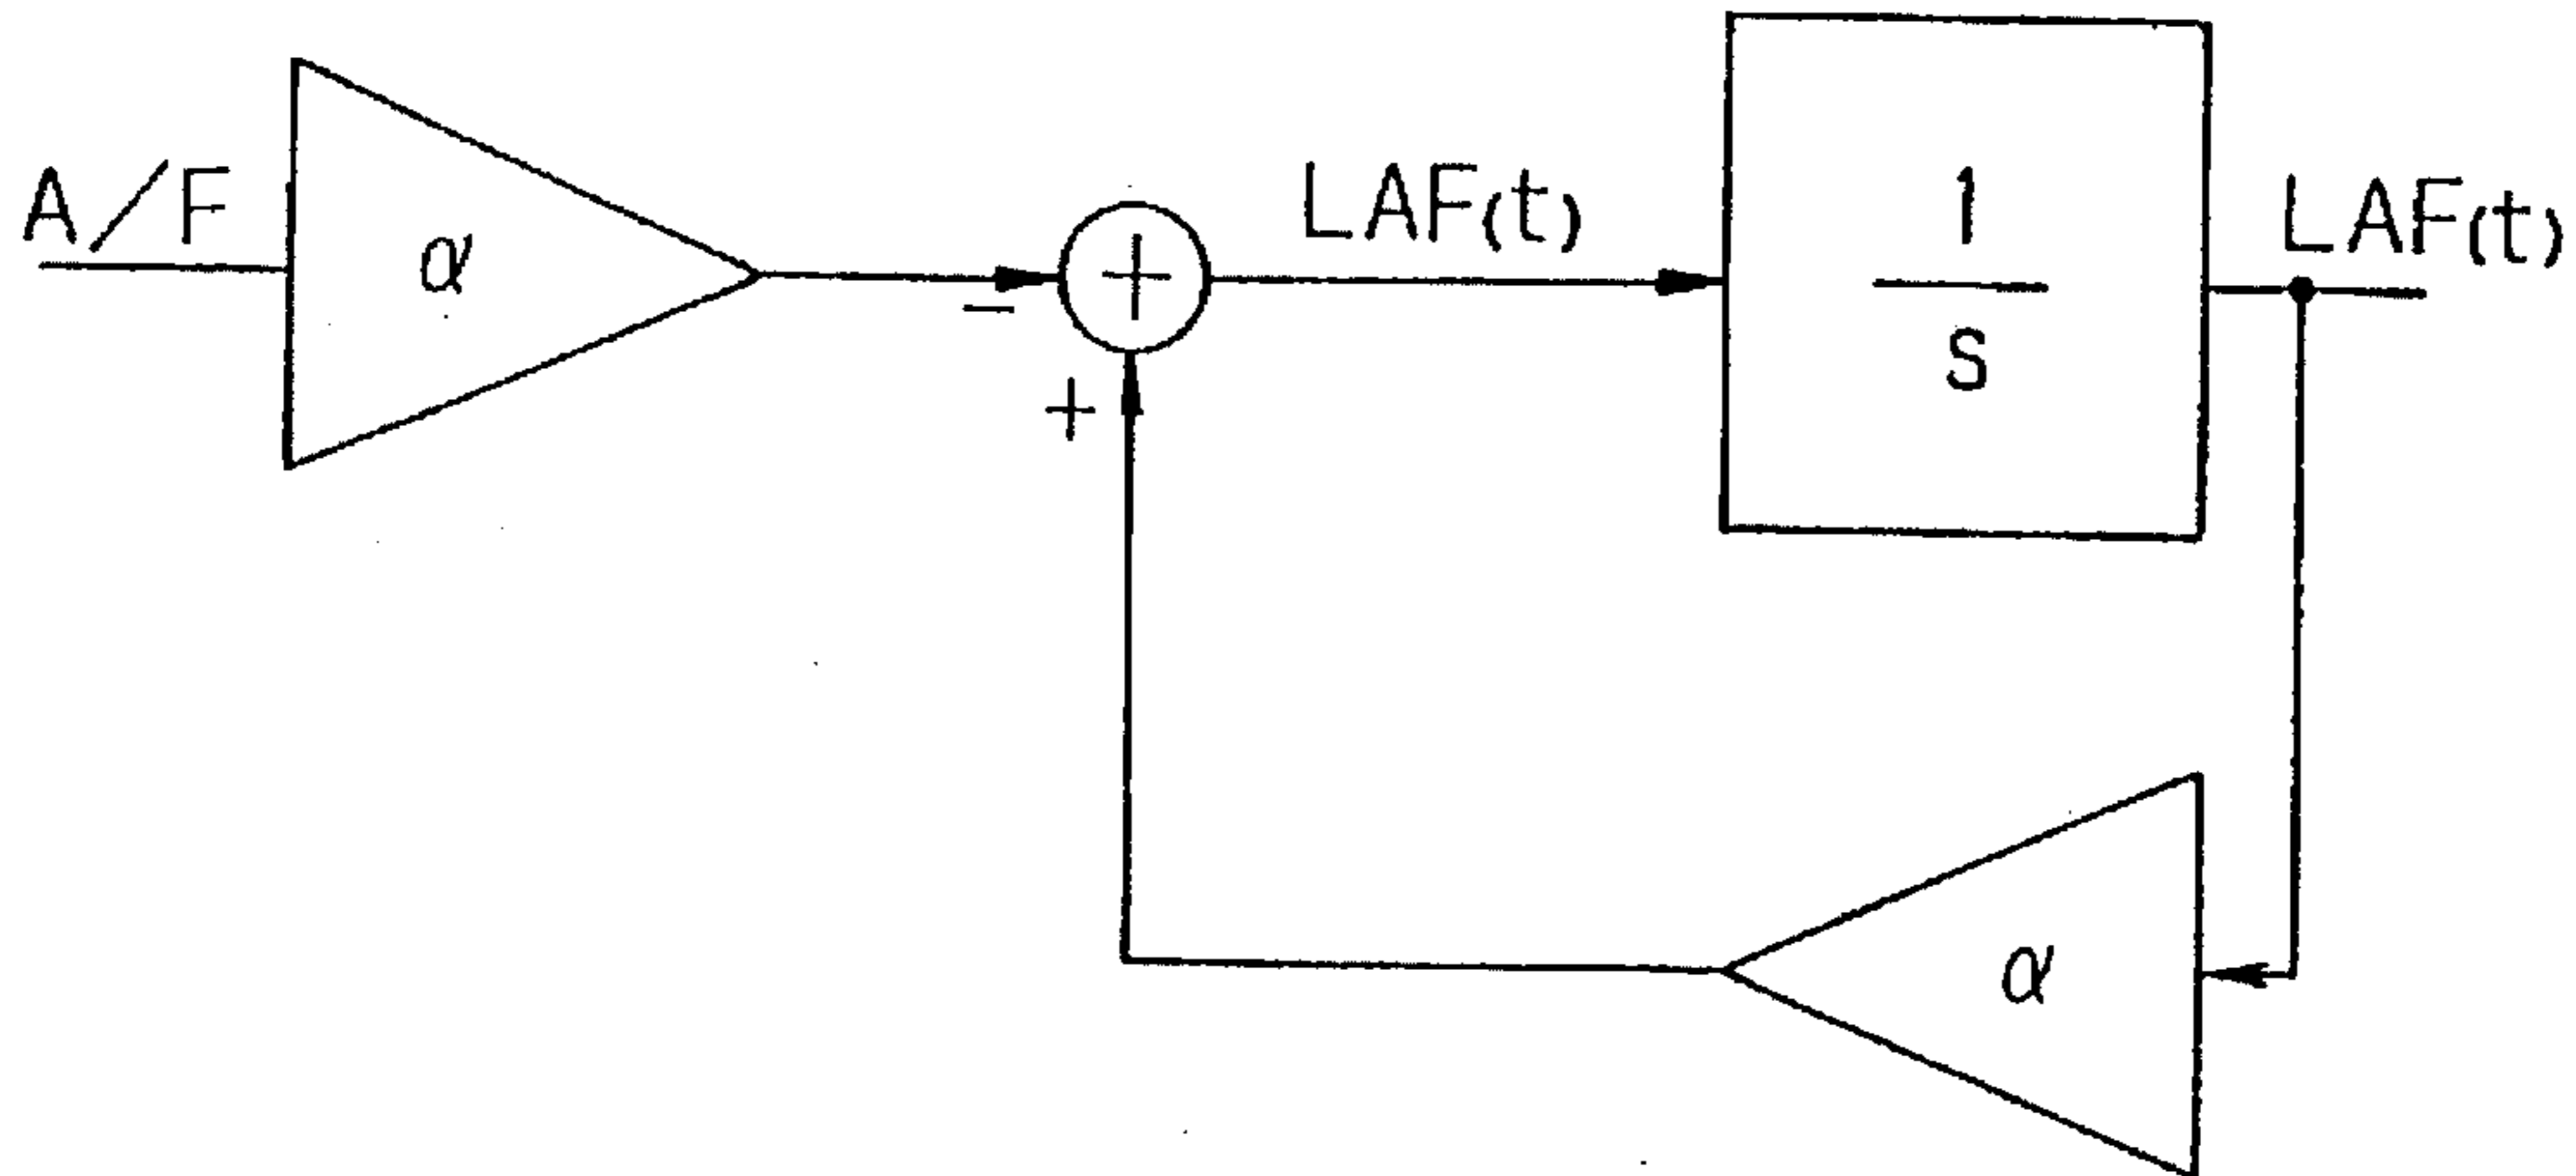 A/F
α
−
+
+
LAF(t)
1
S
LAF(t)
α